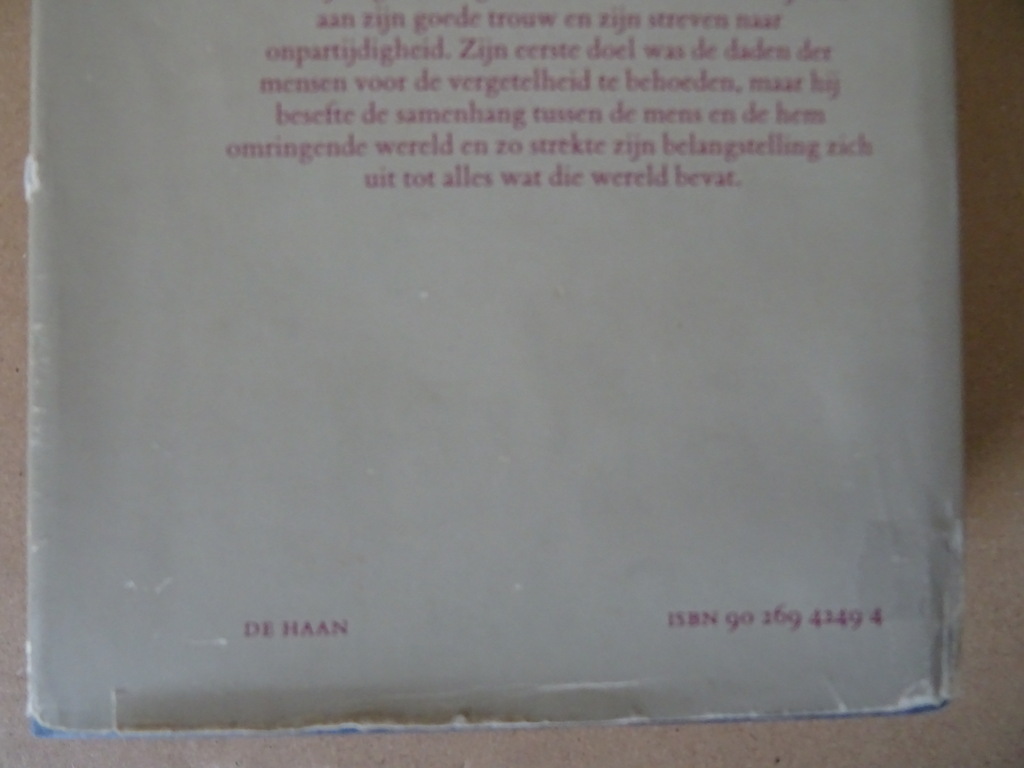 aan zijn goede trouw en zijn streven naar
onpartijdigheid. Zijn eerste doel was de daden der
mensen voor de vergetelheid te behoeden, maar hij
besefte de samenhang tussen de mens en de hem
omringende wereld en zo strekte zijn belangstelling zich
uit tot alles wat die wereld bevat.
DE HAAN
ISBN 90 269 4249 4